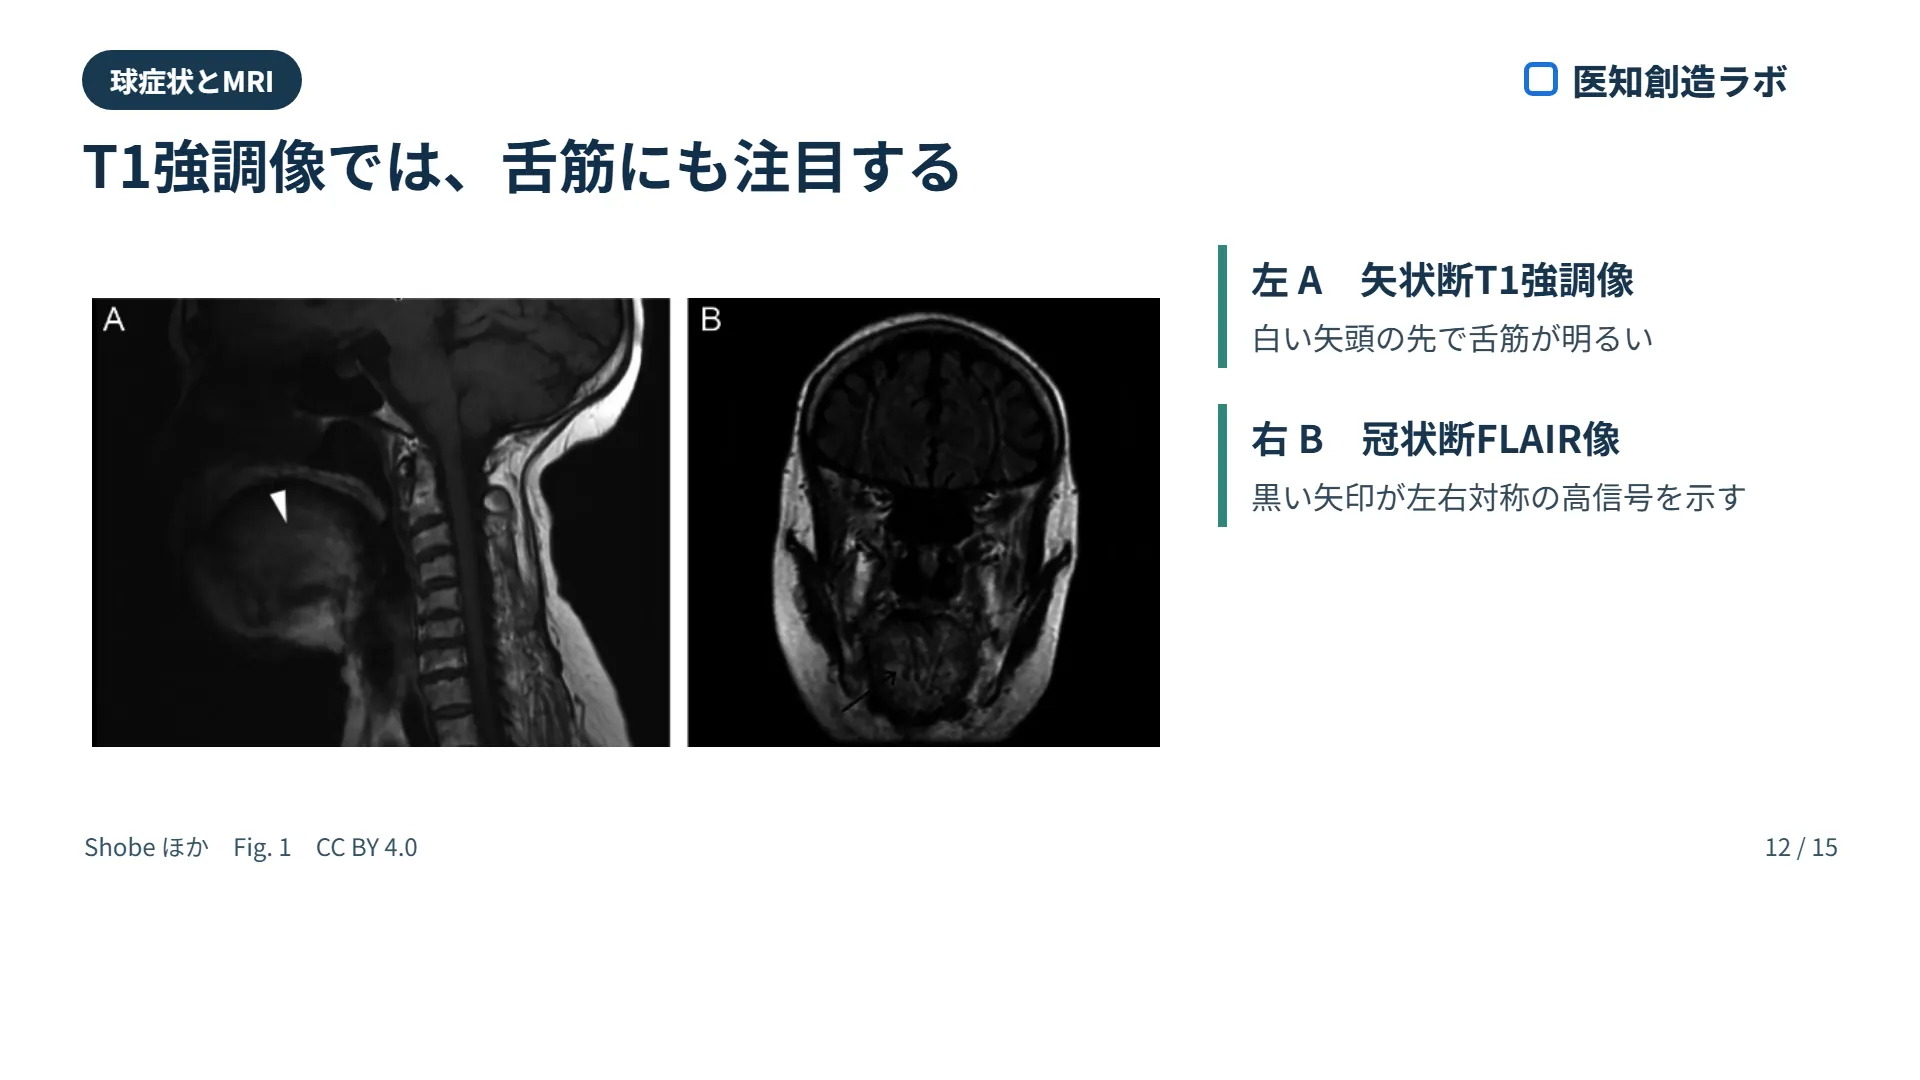 球症状とMRI
医知創造ラボ
T1強調像では、舌筋にも注目する
A
B
左 A　矢状断T1強調像
白い矢頭の先で舌筋が明るい
右 B　冠状断FLAIR像
黒い矢印が左右対称の高信号を示す
Shobe ほか　Fig. 1　CC BY 4.0
12 / 15